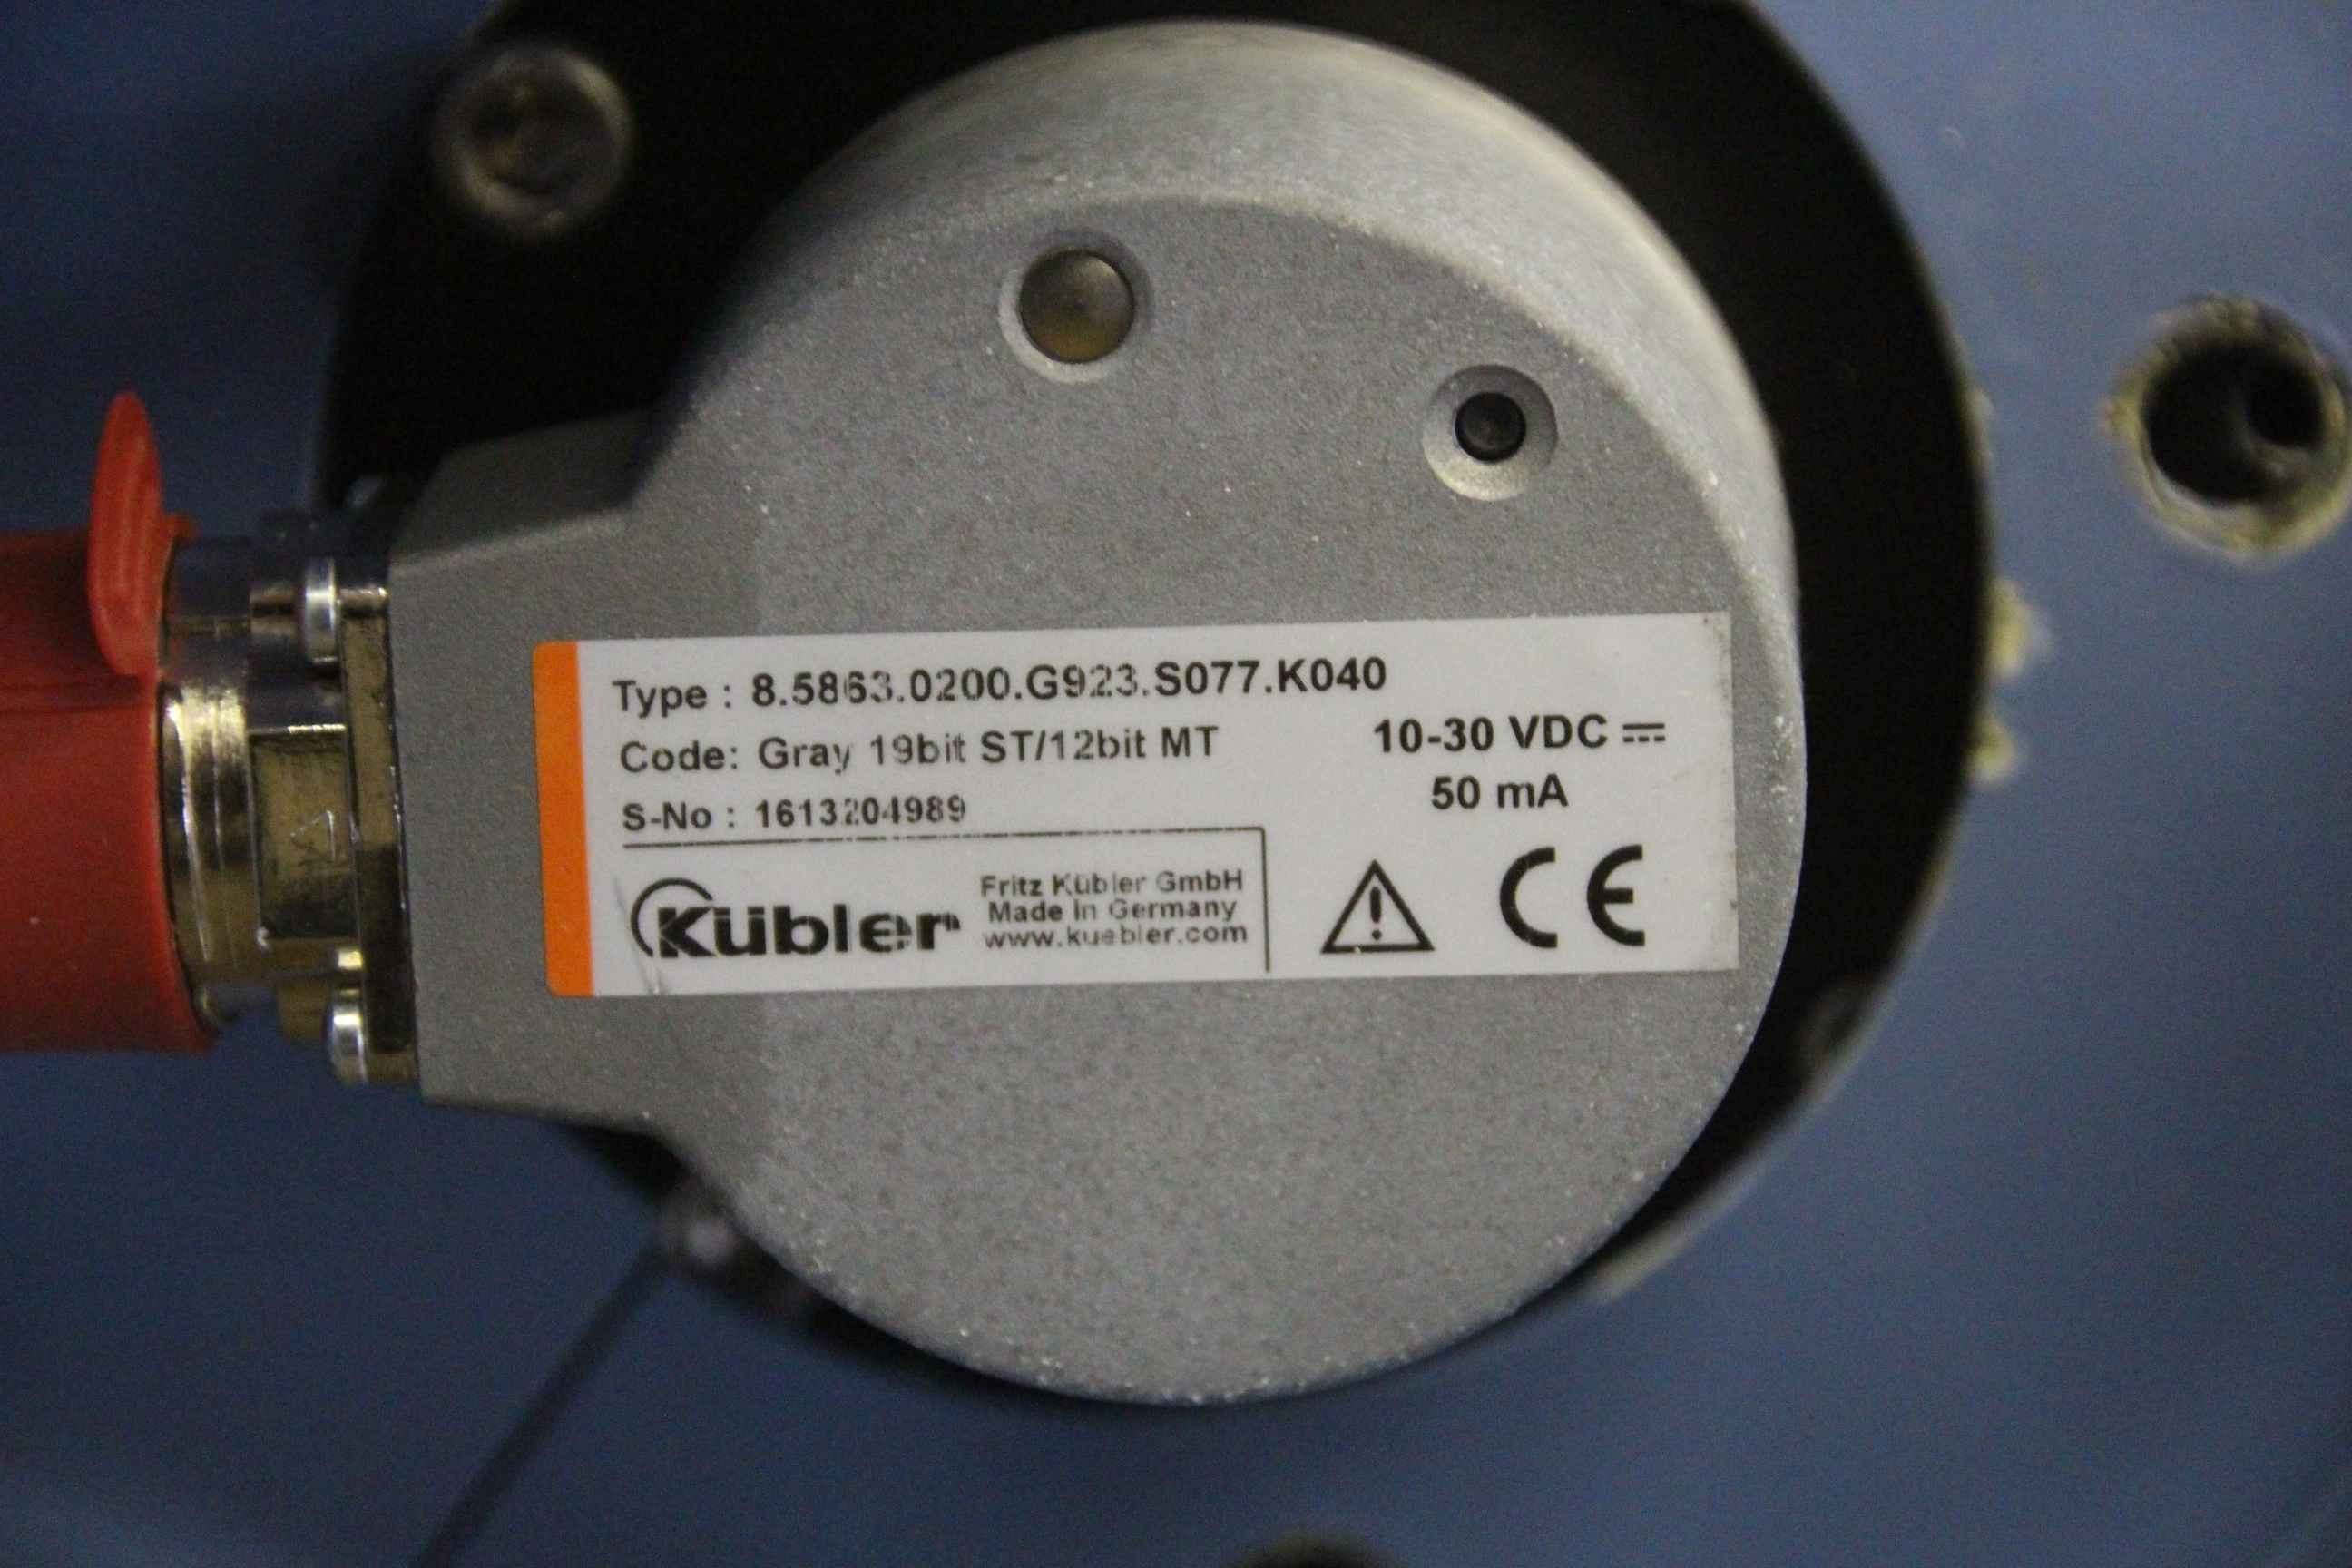 Type : 8.5863.0200.G923.S077.K040
Code: Gray 19bit ST/12bit MT
10-30 VDC
50 mA
S-No : 1613204989
Kübler
Fritz Kübler GmbH
Made In Germany
www.kuebler.com
CE